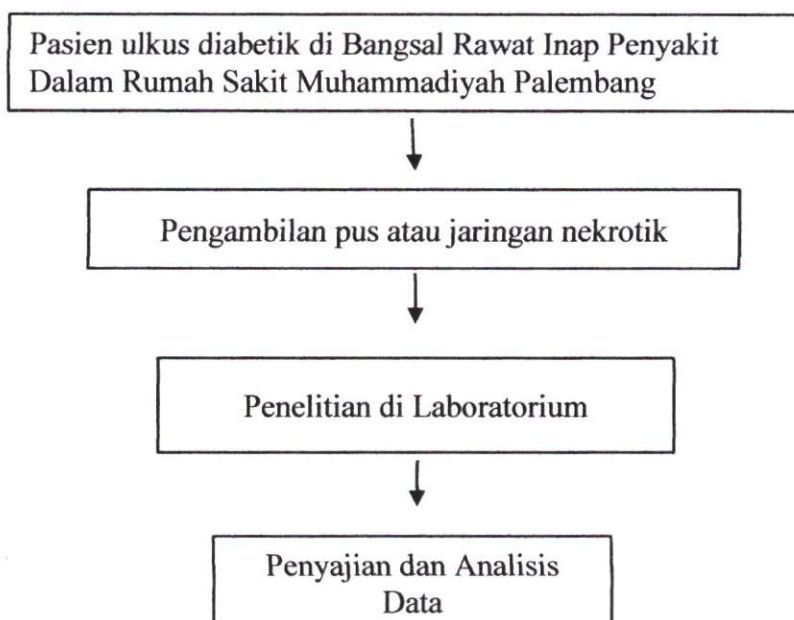 Pasien ulkus diabetik di Bangsal Rawat Inap Penyakit
Dalam Rumah Sakit Muhammadiyah Palembang
Pengambilan pus atau jaringan nekrotik
Penelitian di Laboratorium
Penyajian dan Analisis
Data